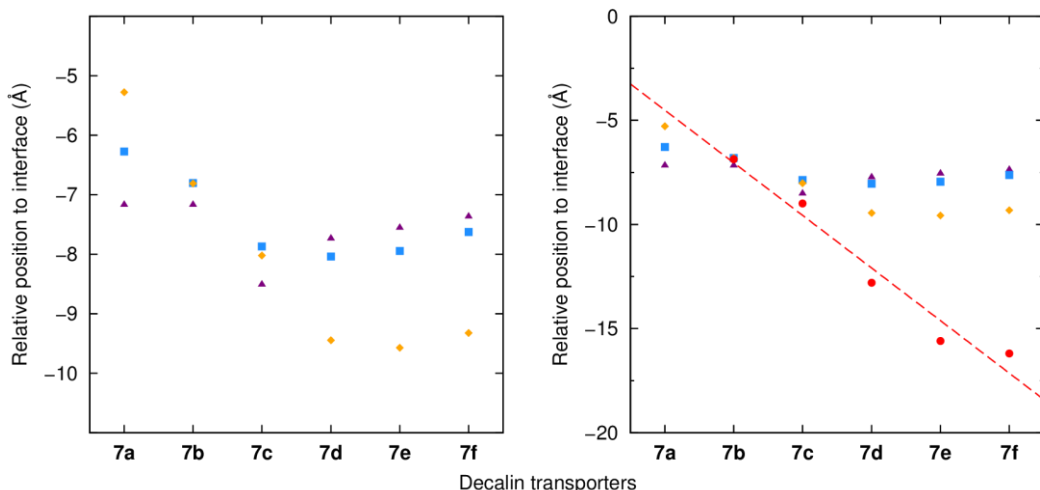 Relative position to interface (Å)
−5
−6
−7
−8
−9
−10
7a 7b 7c 7d 7e 7f
Relative position to interface (Å)
0
−5
−10
−15
−20
7a 7b 7c 7d 7e 7f
Decalin transporters